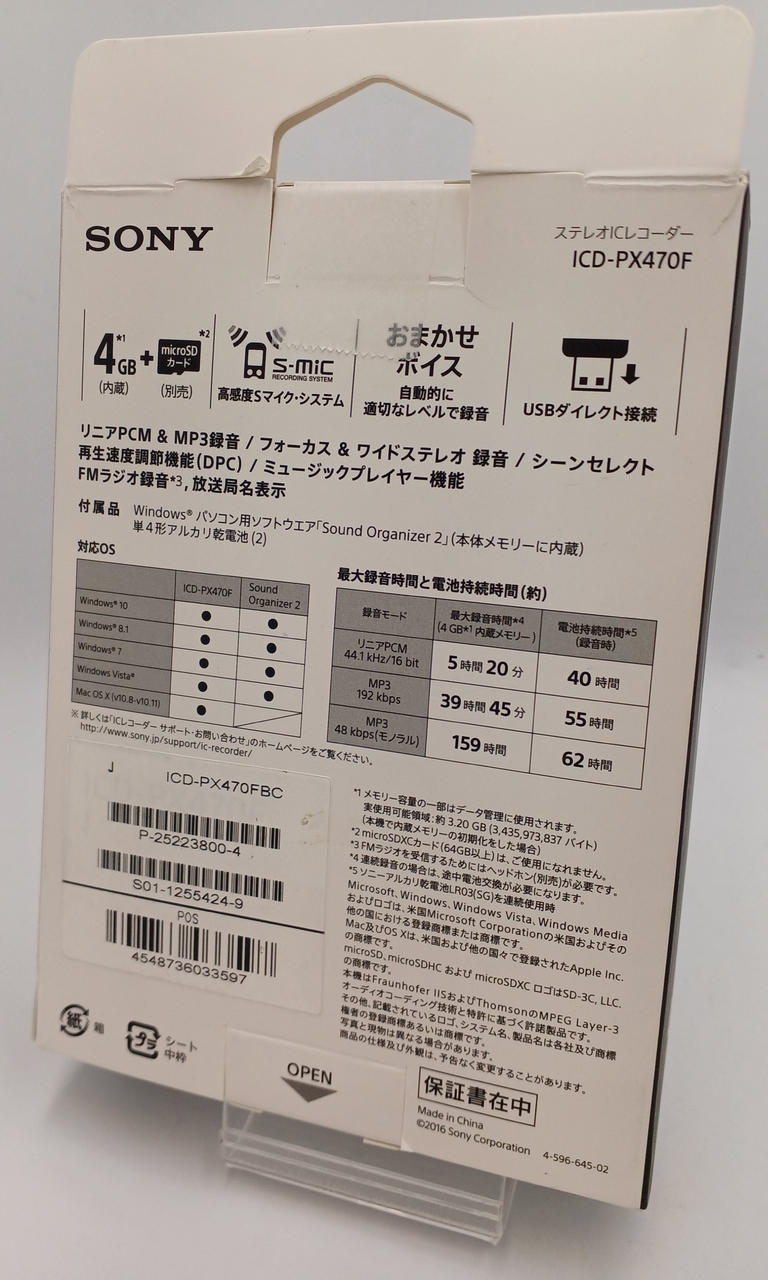 SONY
ステレオICレコーダー
ICD-PX470F
4GB*1
(内蔵)
+
microSD
カード
*2
(別売)
S-MIC
RECORDING SYSTEM
高感度Sマイク・システム
おまかせ
ボイス
自動的に
適切なレベルで録音
USBダイレクト接続
リニアPCM & MP3録音 / フォーカス & ワイドステレオ 録音 / シーンセレクト
再生速度調節機能(DPC) / ミュージックプレイヤー機能
FMラジオ録音*3, 放送局名表示
付属品 Windows® パソコン用ソフトウエア「Sound Organizer 2」(本体メモリーに内蔵)
単4形アルカリ乾電池 (2)
対応OS
ICD-PX470F Sound Organizer 2
Windows® 10 ● ●
Windows® 8.1 ● ●
Windows® 7 ● ●
Windows Vista® ● ●
Mac OS X (v10.8-v10.11) ●
※ 詳しくは「ICレコーダー サポート・お問い合わせ」のホームページをご覧ください。
http://www.sony.jp/support/ic-recorder/
最大録音時間と電池持続時間(約)
録音モード 最大録音時間*4 (4 GB*1 内蔵メモリー) 電池持続時間*5 (録音時)
リニアPCM 44.1 kHz/16 bit 5時間 20分 40時間
MP3 192 kbps 39時間 45分 55時間
MP3 48 kbps(モノラル) 159時間 62時間
J ICD-PX470FBC
P-25223800-4
S01-1255424-9
POS
4548736033597
*1 メモリー容量の一部はデータ管理に使用されます。
実使用可能領域: 約 3.20 GB (3,435,973,837 バイト)
(本機で内蔵メモリーの初期化をした場合)
*2 microSDXCカード(64GB以上)は、ご使用になれません。
*3 FMラジオを受信するためにはヘッドホン(別売)が必要です。
*4 連続録音の場合は、途中電池交換が必要になります。
*5 ソニーアルカリ乾電池LR03(SG)を連続使用時
Microsoft、Windows、Windows Vista、Windows Media
およびロゴは、米国Microsoft Corporationの米国およびその
他の国における登録商標または商標です。
Mac及びOS Xは、米国および他の国々で登録されたApple Inc.
の商標です。
microSD、microSDHC および microSDXC ロゴはSD-3C, LLC.
の商標です。
本機はFraunhofer IISおよびThomsonのMPEG Layer-3
オーディオコーディング技術と特許に基づく許諾製品です。
その他、記載されているロゴ、システム名、製品名は各社及び商標
権者の登録商標あるいは商標です。
写真と現物は異なる場合があります。
商品の仕様及び外観は、予告なく変更することがあります。
紙 箱
プラ シート
中枠
OPEN
保証書在中
Made in China
©2016 Sony Corporation
4-596-645-02